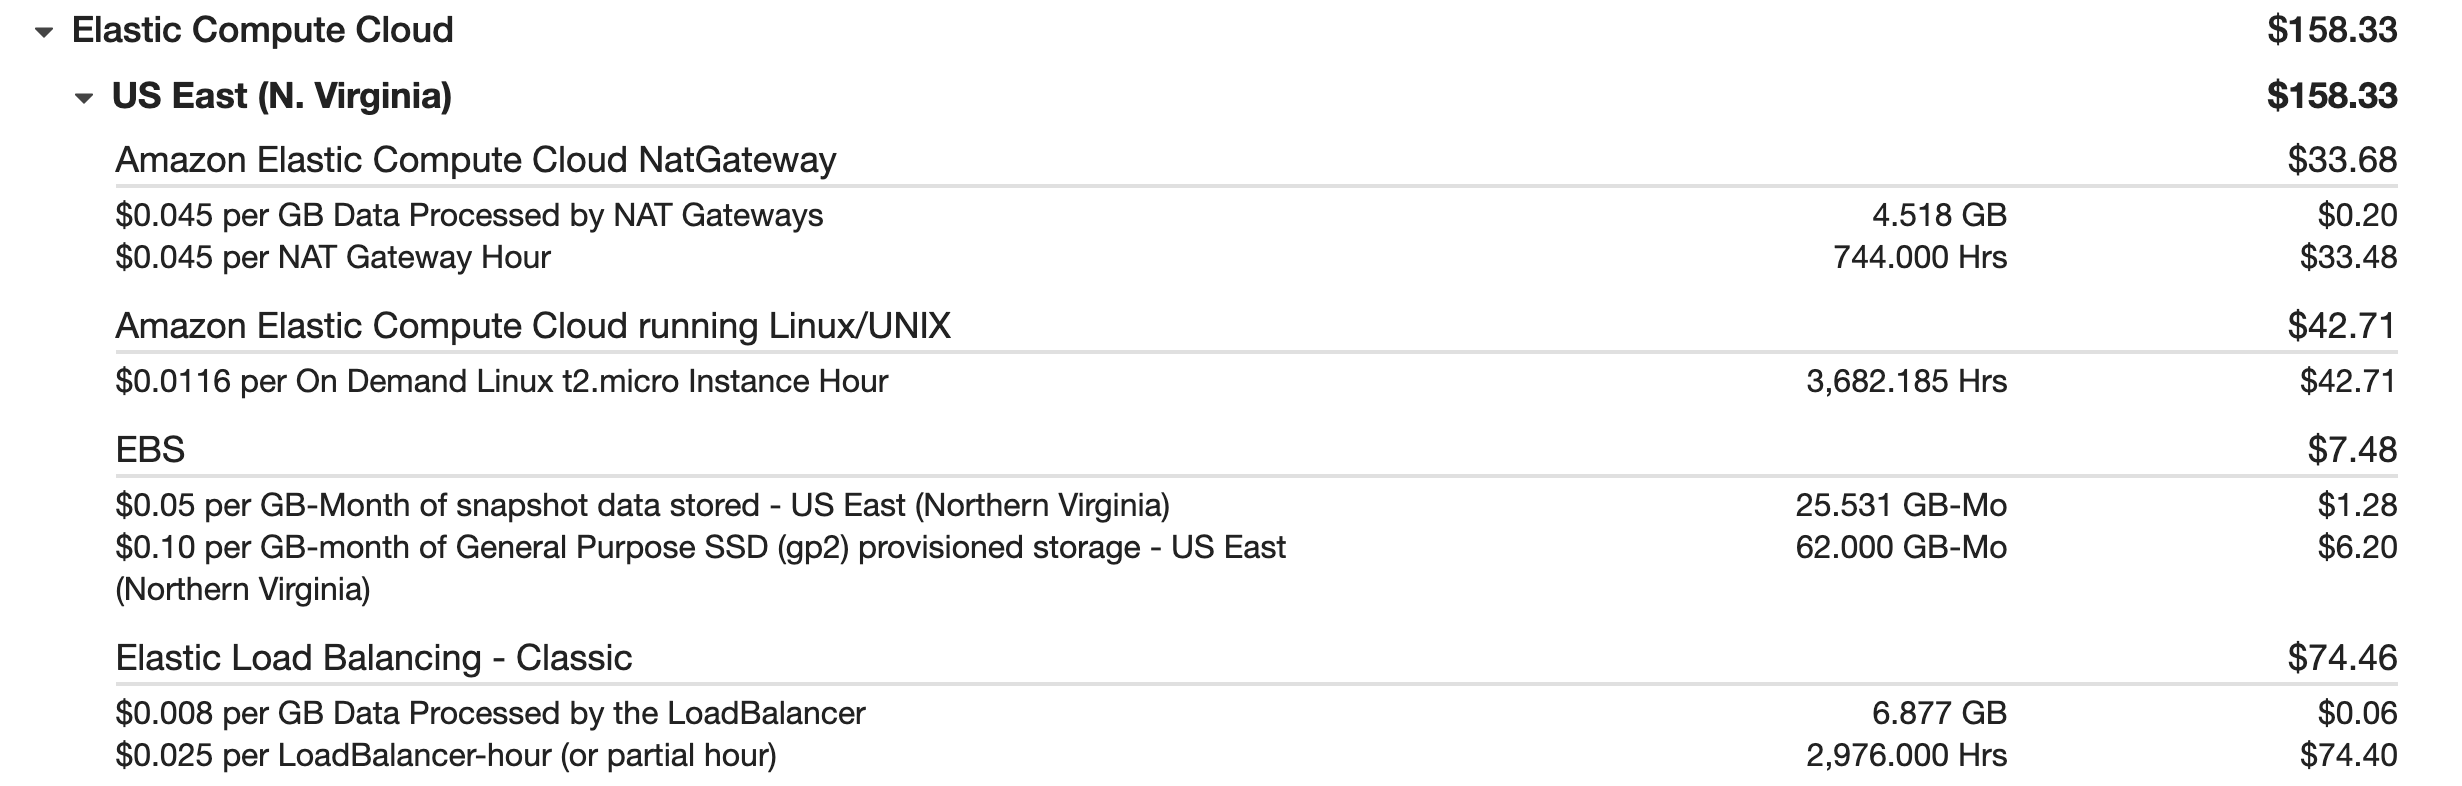 Elastic Compute Cloud $158.33
US East (N. Virginia) $158.33
Amazon Elastic Compute Cloud NatGateway $33.68
$0.045 per GB Data Processed by NAT Gateways 4.518 GB $0.20
$0.045 per NAT Gateway Hour 744.000 Hrs $33.48
Amazon Elastic Compute Cloud running Linux/UNIX $42.71
$0.0116 per On Demand Linux t2.micro Instance Hour 3,682.185 Hrs $42.71
EBS $7.48
$0.05 per GB-Month of snapshot data stored - US East (Northern Virginia) 25.531 GB-Mo $1.28
$0.10 per GB-month of General Purpose SSD (gp2) provisioned storage - US East 62.000 GB-Mo $6.20
(Northern Virginia)
Elastic Load Balancing - Classic $74.46
$0.008 per GB Data Processed by the LoadBalancer 6.877 GB $0.06
$0.025 per LoadBalancer-hour (or partial hour) 2,976.000 Hrs $74.40